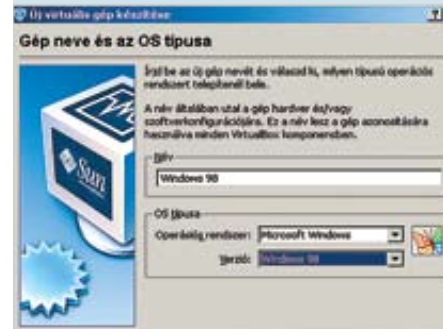 Új virtuális gép készítése
Gép neve és az OS típusa
Írd be az új gép nevét és válaszd ki, milyen típusú operációs
rendszert telepítenél bele.
A név általában utal a gép hardver és/vagy
szoftverkonfigurációjára. Ez a név lesz a gép azonosítására
használva minden VirtualBox komponensben.
Név
Windows 98
OS típusa
Operációs rendszer: Microsoft Windows
Verzió: Windows 98
Sun